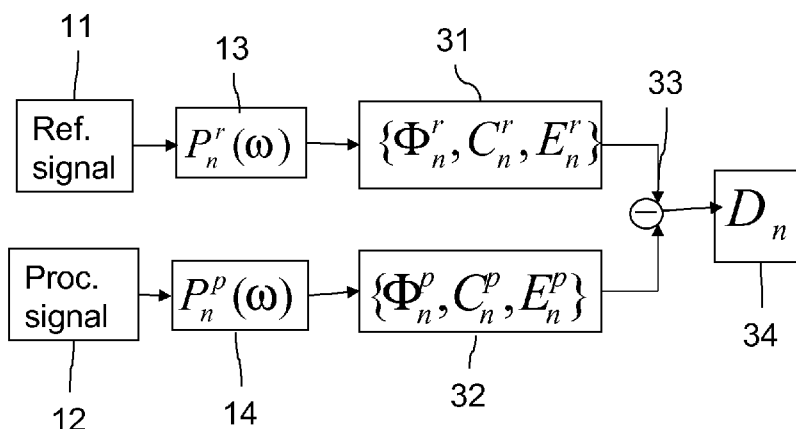 11
13
31
33
Ref.
signal
P_n^r(ω)
{Φ_n^r, C_n^r, E_n^r}
−
D_n
Proc.
signal
P_n^p(ω)
{Φ_n^p, C_n^p, E_n^p}
34
12
14
32